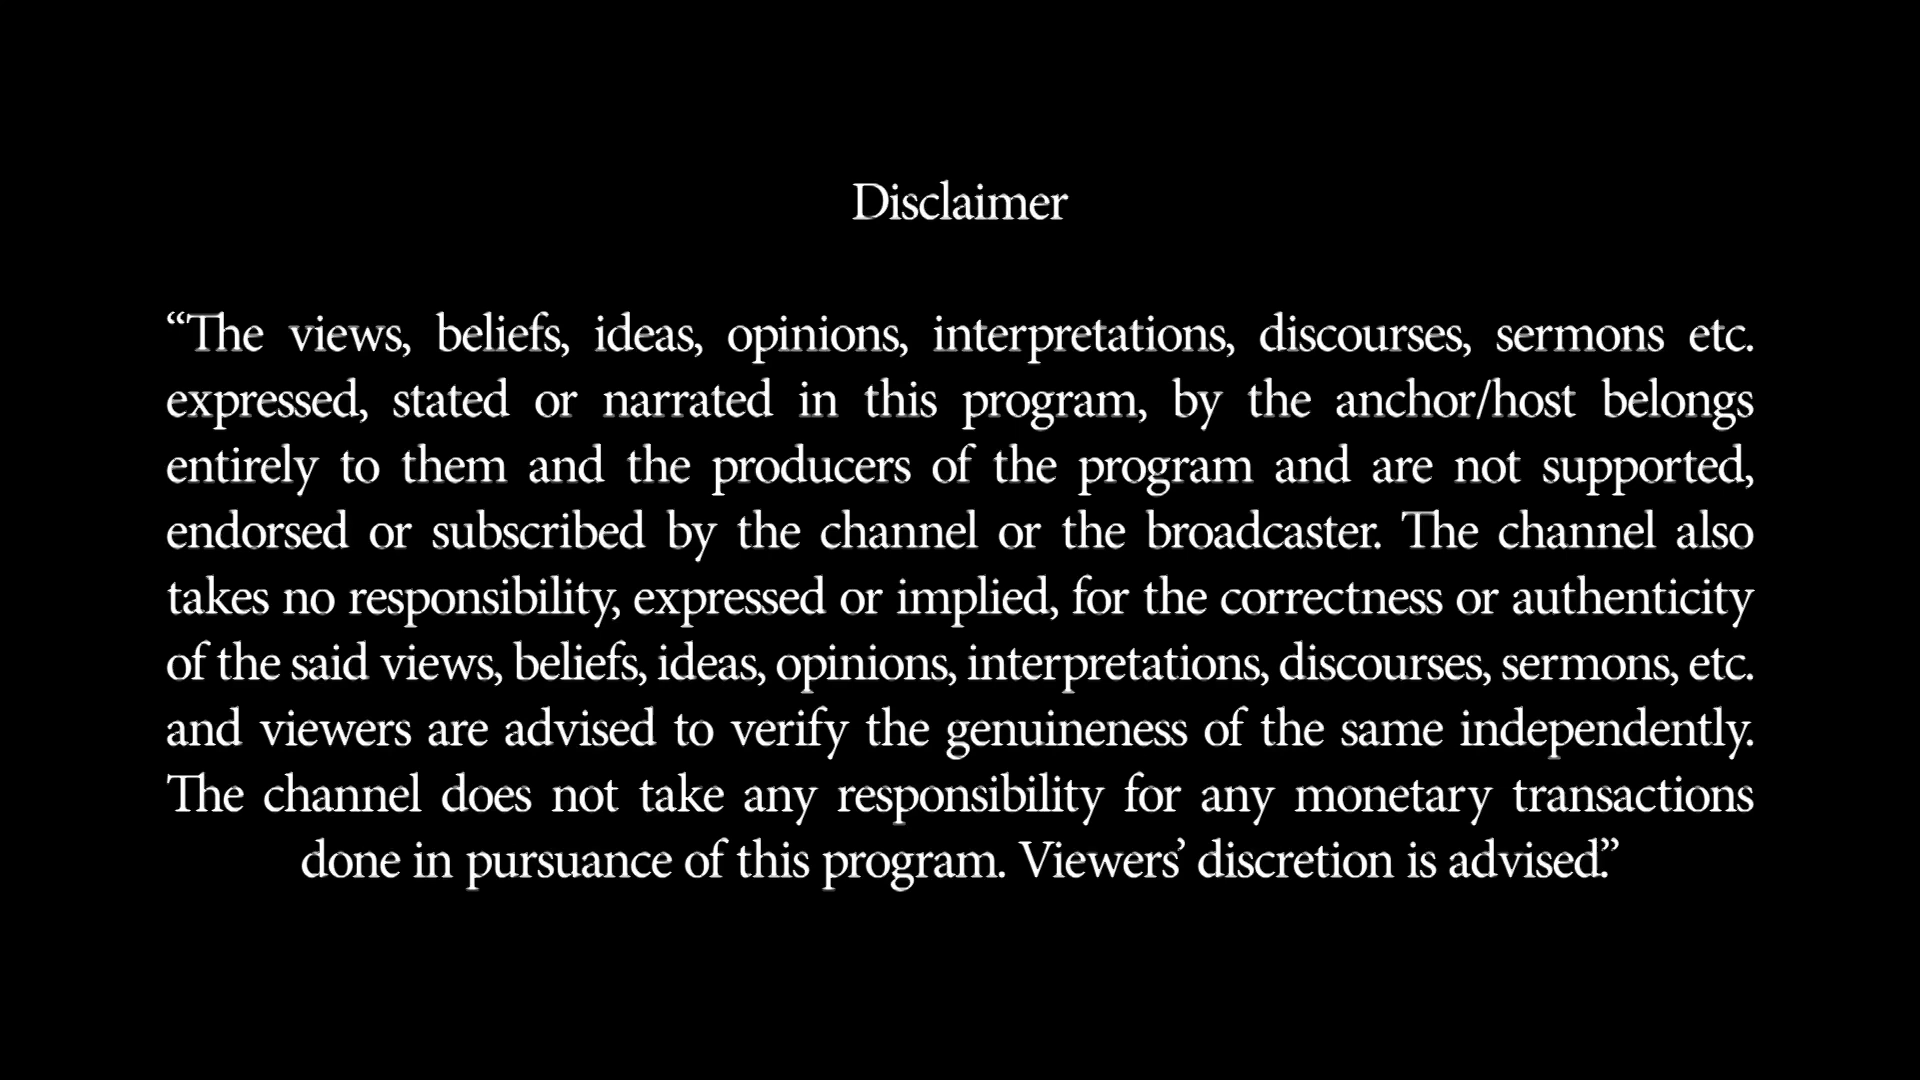 Disclaimer
“The views, beliefs, ideas, opinions, interpretations, discourses, sermons etc.
expressed, stated or narrated in this program, by the anchor/host belongs
entirely to them and the producers of the program and are not supported,
endorsed or subscribed by the channel or the broadcaster. The channel also
takes no responsibility, expressed or implied, for the correctness or authenticity
of the said views, beliefs, ideas, opinions, interpretations, discourses, sermons, etc.
and viewers are advised to verify the genuineness of the same independently.
The channel does not take any responsibility for any monetary transactions
done in pursuance of this program. Viewers’ discretion is advised.”